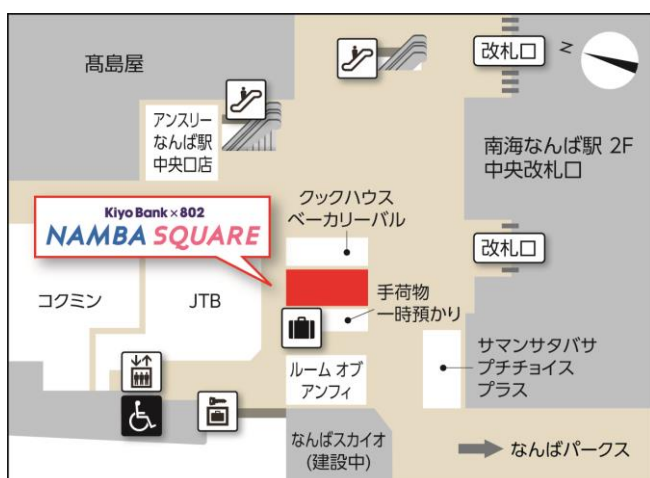 髙島屋
改札口
N
アンスリー
なんば駅
中央口店
南海なんば駅 2F
中央改札口
Kiyo Bank×802
NAMBA SQUARE
クックハウス
ベーカリーバル
改札口
コクミン
JTB
手荷物
一時預かり
ルーム オブ
アンフィ
サマンサタバサ
プチチョイス
プラス
なんばスカイオ
(建設中)
なんばパークス